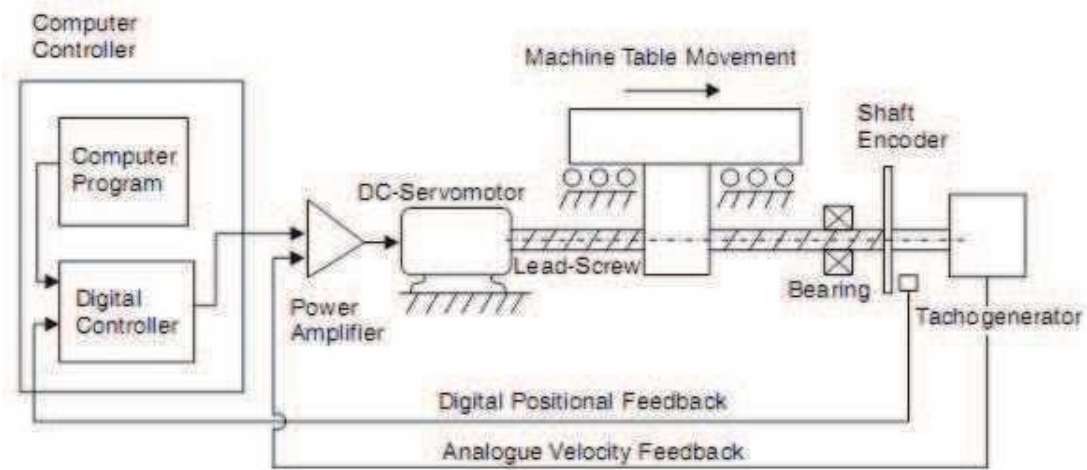 Computer
Controller
Machine Table Movement
Shaft
Encoder
Computer
Program
DC-Servomotor
Lead-Screw
Bearing
Digital
Controller
Power
Amplifier
Tachogenerator
Digital Positional Feedback
Analogue Velocity Feedback